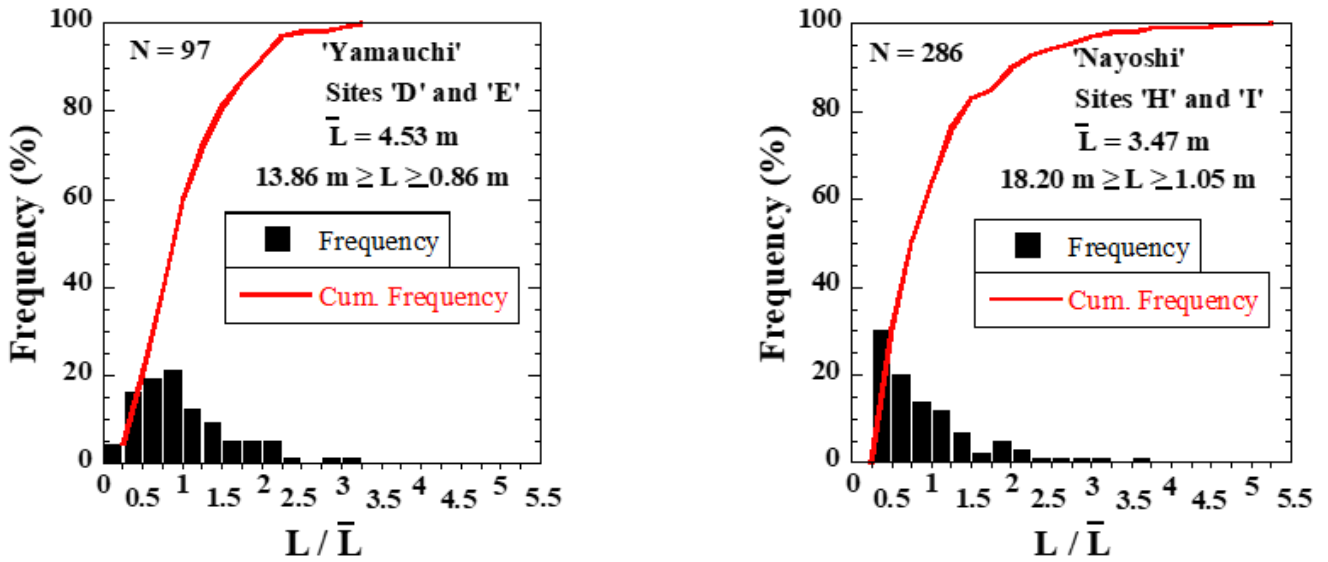 100
80
60
40
20
0
Frequency (%)
N = 97
'Yamauchi'
Sites 'D' and 'E'
L̅ = 4.53 m
13.86 m ≥ L ≥ 0.86 m
Frequency
Cum. Frequency
0 0.5 1 1.5 2 2.5 3 3.5 4 4.5 5 5.5
L / L̅
100
80
60
40
20
0
Frequency (%)
N = 286
'Nayoshi'
Sites 'H' and 'I'
L̅ = 3.47 m
18.20 m ≥ L ≥ 1.05 m
Frequency
Cum. Frequency
0 0.5 1 1.5 2 2.5 3 3.5 4 4.5 5 5.5
L / L̅